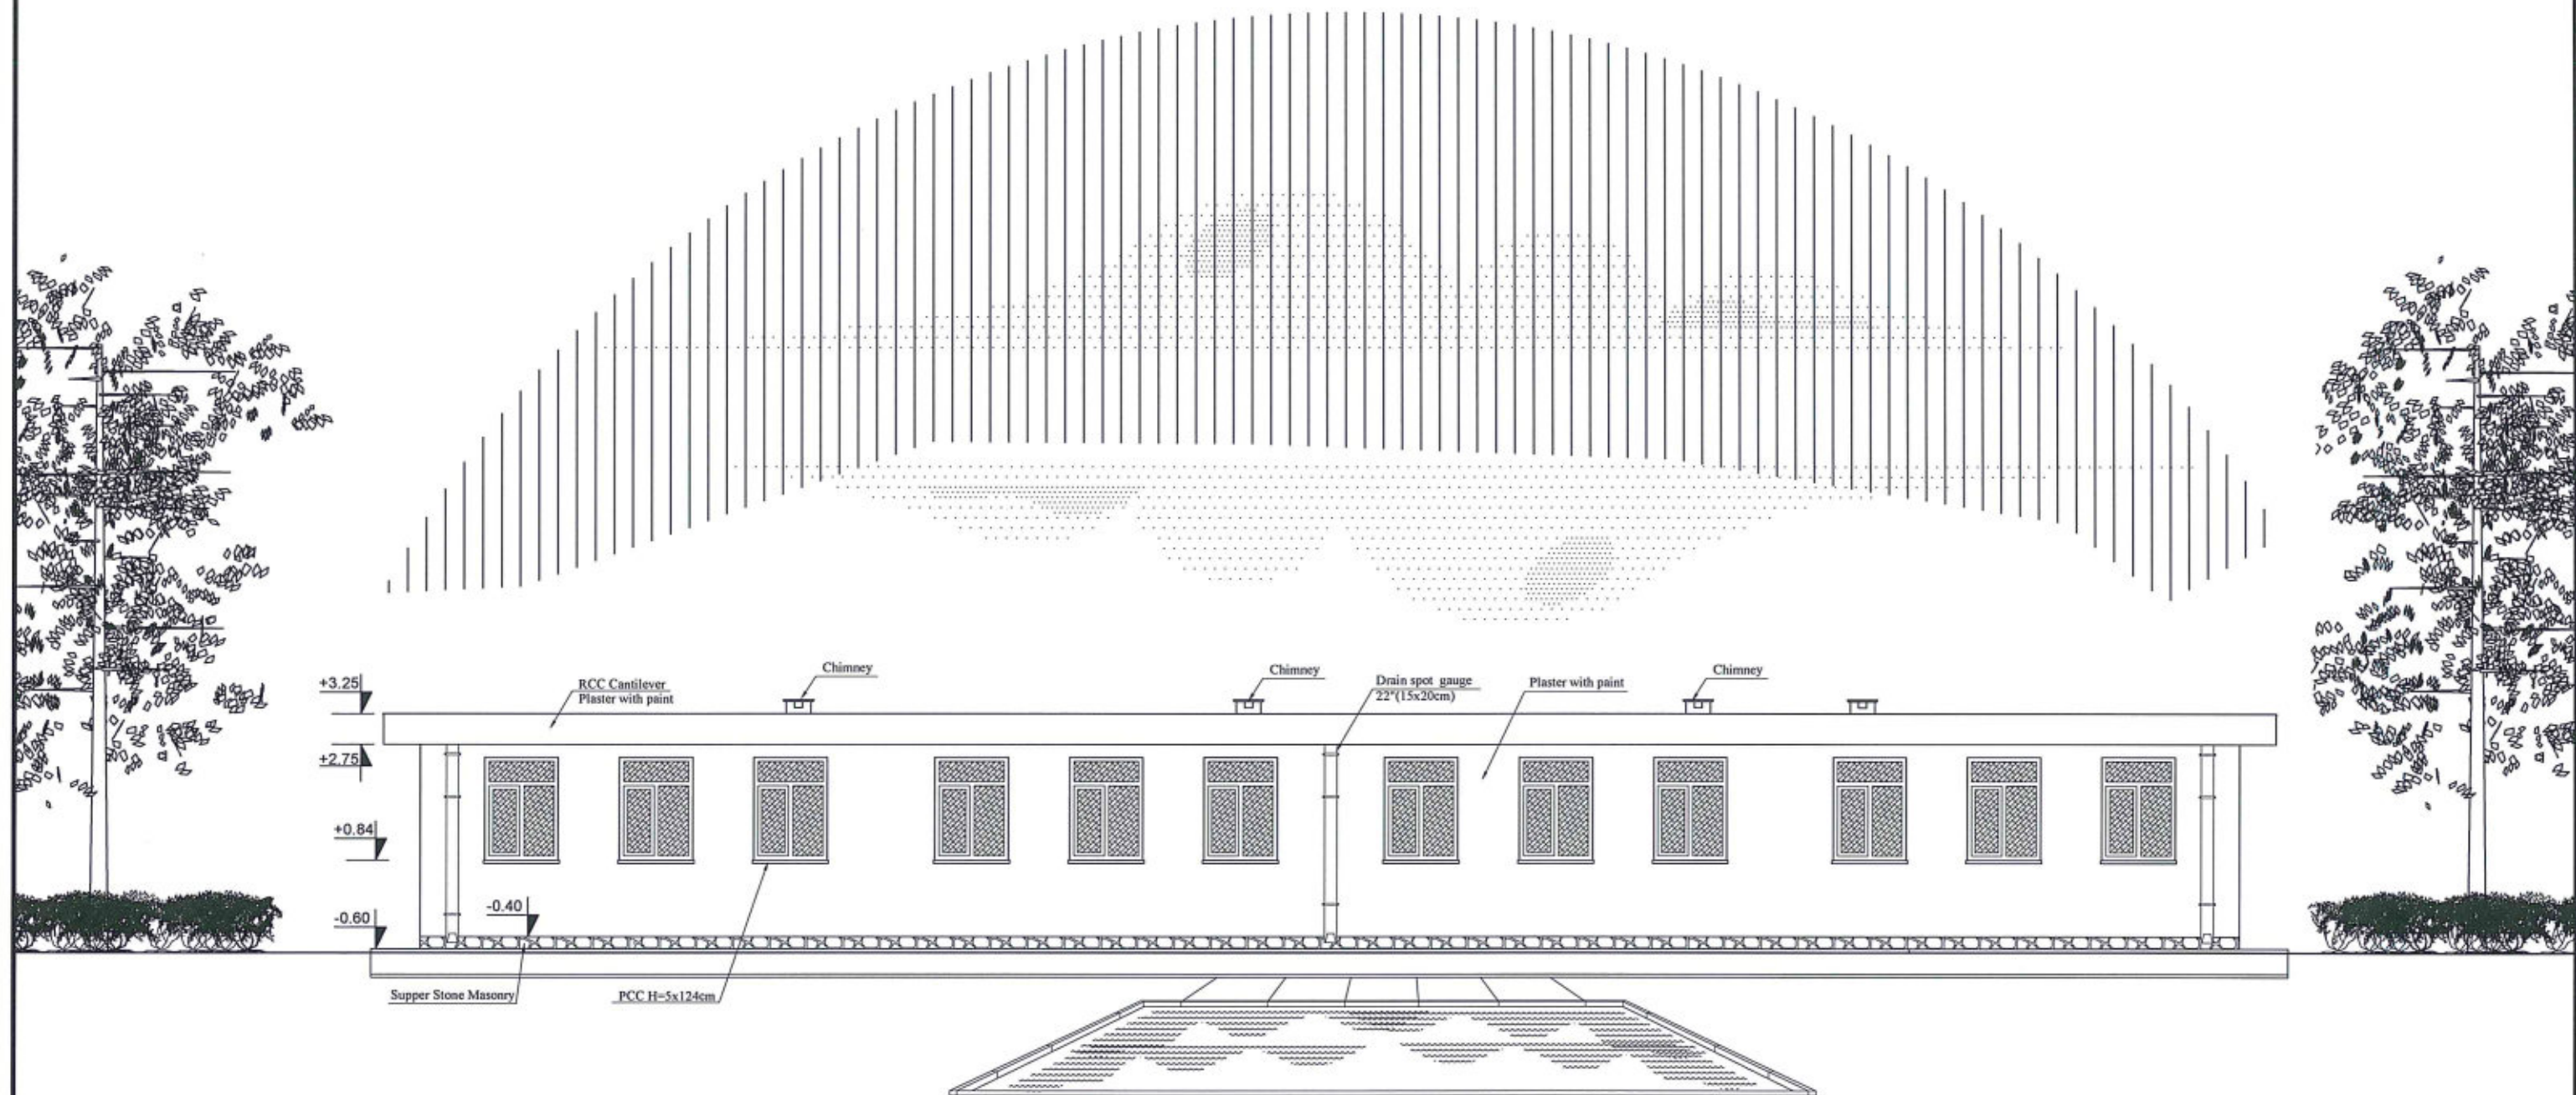 Chimney
Chimney
Chimney
+3.25
RCC Cantilever
Plaster with paint
Drain spot gauge
22"(15x20cm)
Plaster with paint
+2.75
+0.84
-0.40
-0.60
Supper Stone Masonry
PCC H=5x124cm